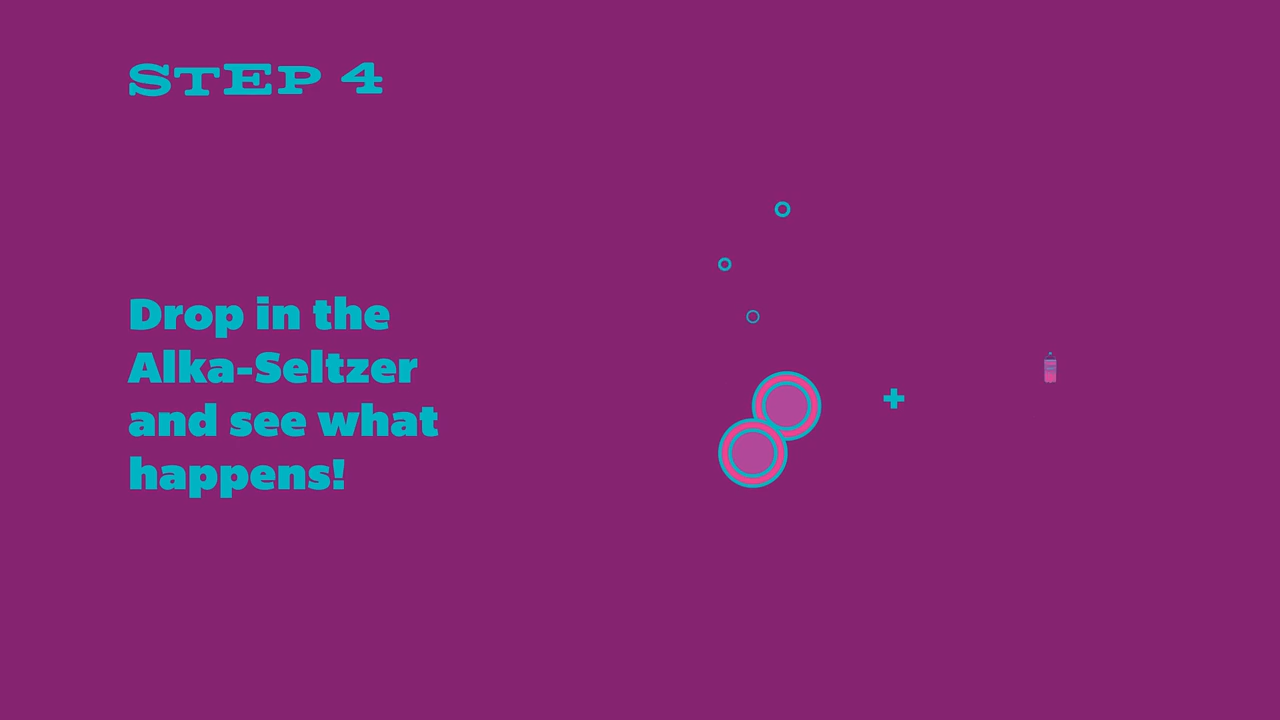 STEP 4
Drop in the
Alka-Seltzer
and see what
happens!